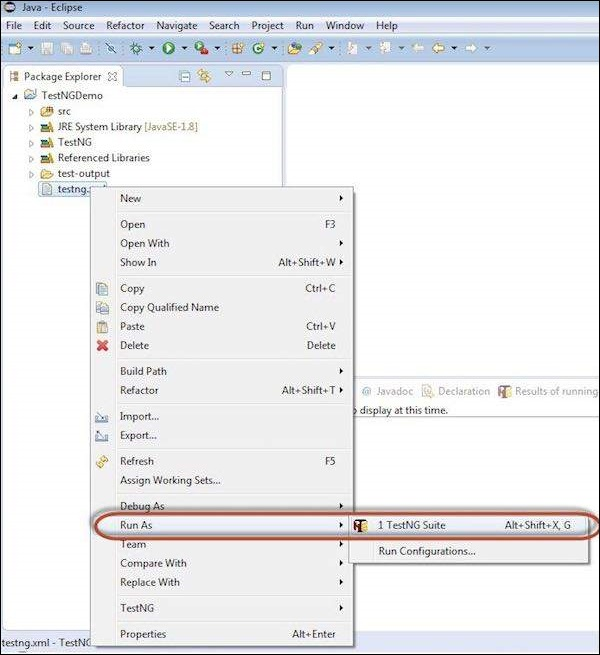 Java - Eclipse
File Edit Source Refactor Navigate Search Project Run Window Help
Package Explorer
TestNGDemo
src
JRE System Library [JavaSE-1.8]
TestNG
Referenced Libraries
test-output
testng.
New
Open F3
Open With
Show In Alt+Shift+W
Copy Ctrl+C
Copy Qualified Name
Paste Ctrl+V
Delete Delete
Build Path
Refactor Alt+Shift+T
Import...
Export...
Refresh F5
Assign Working Sets...
Debug As
Run As
Team
Compare With
Replace With
TestNG
Properties Alt+Enter
1 TestNG Suite Alt+Shift+X, G
Run Configurations...
@ Javadoc Declaration Results of running
display at this time.
testng.xml - TestNG